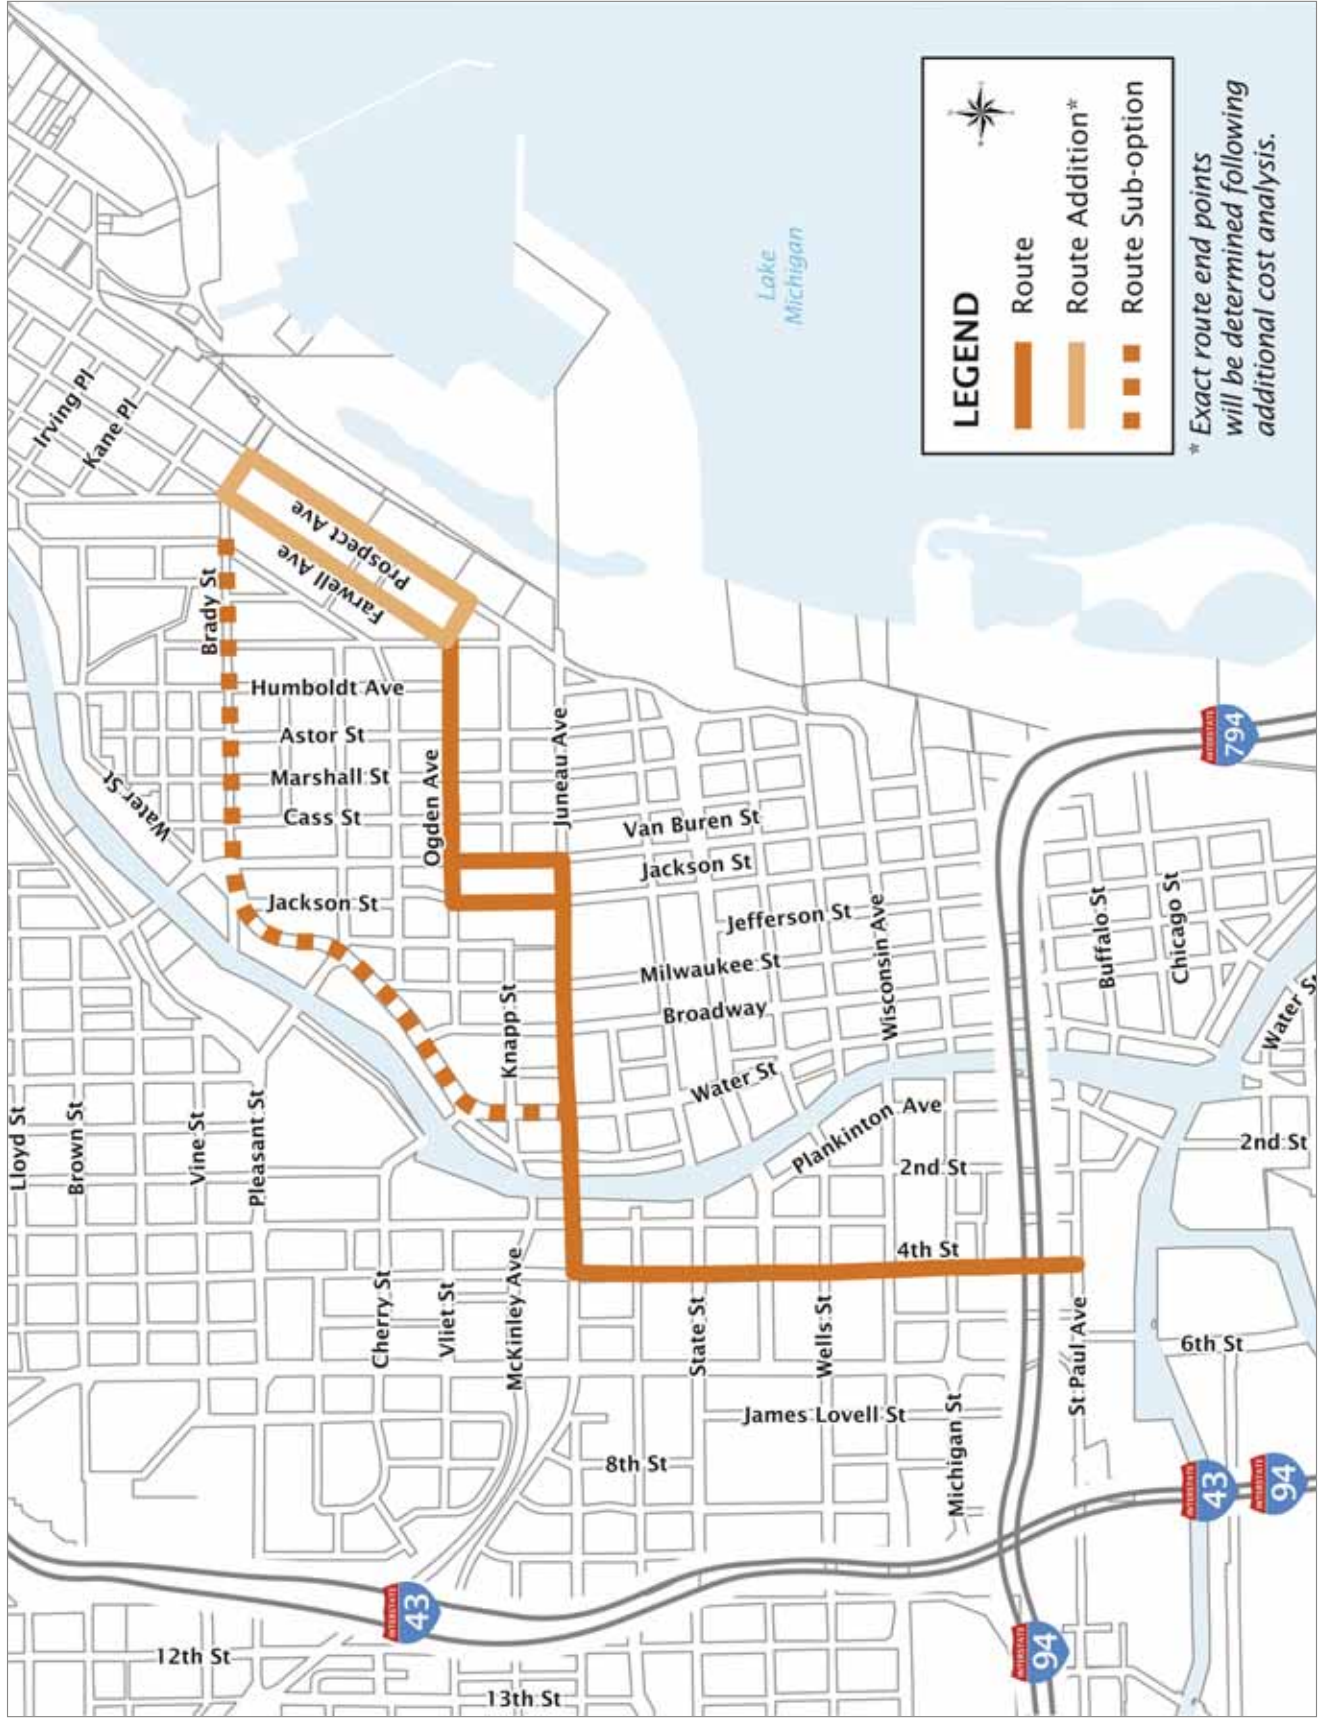 Irving Pl
Kane Pl
Prospect Ave
Farwell Ave
Brady St
Humboldt Ave
Astor St
Marshall St
Cass St
Jackson St
Water St
Ogden Ave
Juneau Ave
Knapp St
Van Buren St
Jackson St
Jefferson St
Milwaukee St
Broadway
Water St
Wisconsin Ave
Buffalo St
Chicago St
Water St
Plankinton Ave
2nd St
2nd St
4th St
Lloyd St
Brown St
Vine St
Pleasant St
Cherry St
Vliet St
McKinley Ave
State St
Wells St
Michigan St
St Paul Ave
6th St
James Lovell St
8th St
12th St
13th St
INTERSTATE
43
INTERSTATE
94
INTERSTATE
43
INTERSTATE
94
INTERSTATE
794
Lake
Michigan
LEGEND
Route
Route Addition*
Route Sub-option
* Exact route end points
will be determined following
additional cost analysis.